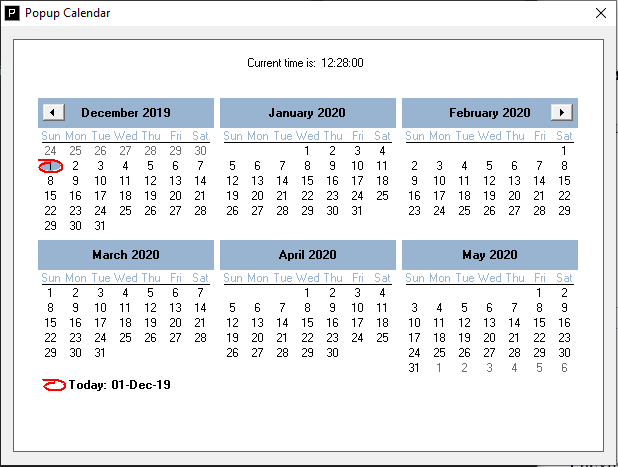 P Popup Calendar
Current time is: 12:28:00
December 2019
Sun Mon Tue Wed Thu Fri Sat
24 25 26 27 28 29 30
1 2 3 4 5 6 7
8 9 10 11 12 13 14
15 16 17 18 19 20 21
22 23 24 25 26 27 28
29 30 31
January 2020
Sun Mon Tue Wed Thu Fri Sat
1 2 3 4
5 6 7 8 9 10 11
12 13 14 15 16 17 18
19 20 21 22 23 24 25
26 27 28 29 30 31
February 2020
Sun Mon Tue Wed Thu Fri Sat
1
2 3 4 5 6 7 8
9 10 11 12 13 14 15
16 17 18 19 20 21 22
23 24 25 26 27 28 29
March 2020
Sun Mon Tue Wed Thu Fri Sat
1 2 3 4 5 6 7
8 9 10 11 12 13 14
15 16 17 18 19 20 21
22 23 24 25 26 27 28
29 30 31
April 2020
Sun Mon Tue Wed Thu Fri Sat
1 2 3 4
5 6 7 8 9 10 11
12 13 14 15 16 17 18
19 20 21 22 23 24 25
26 27 28 29 30
May 2020
Sun Mon Tue Wed Thu Fri Sat
1 2
3 4 5 6 7 8 9
10 11 12 13 14 15 16
17 18 19 20 21 22 23
24 25 26 27 28 29 30
31 1 2 3 4 5 6
Today: 01-Dec-19